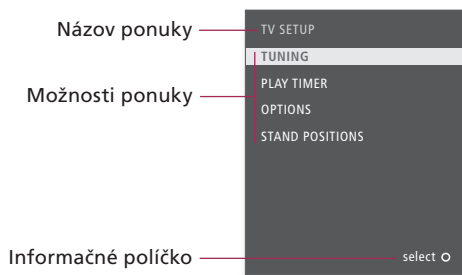 Názov ponuky
TV SETUP
TUNING
PLAY TIMER
Možnosti ponuky
OPTIONS
STAND POSITIONS
Informačné políčko
select